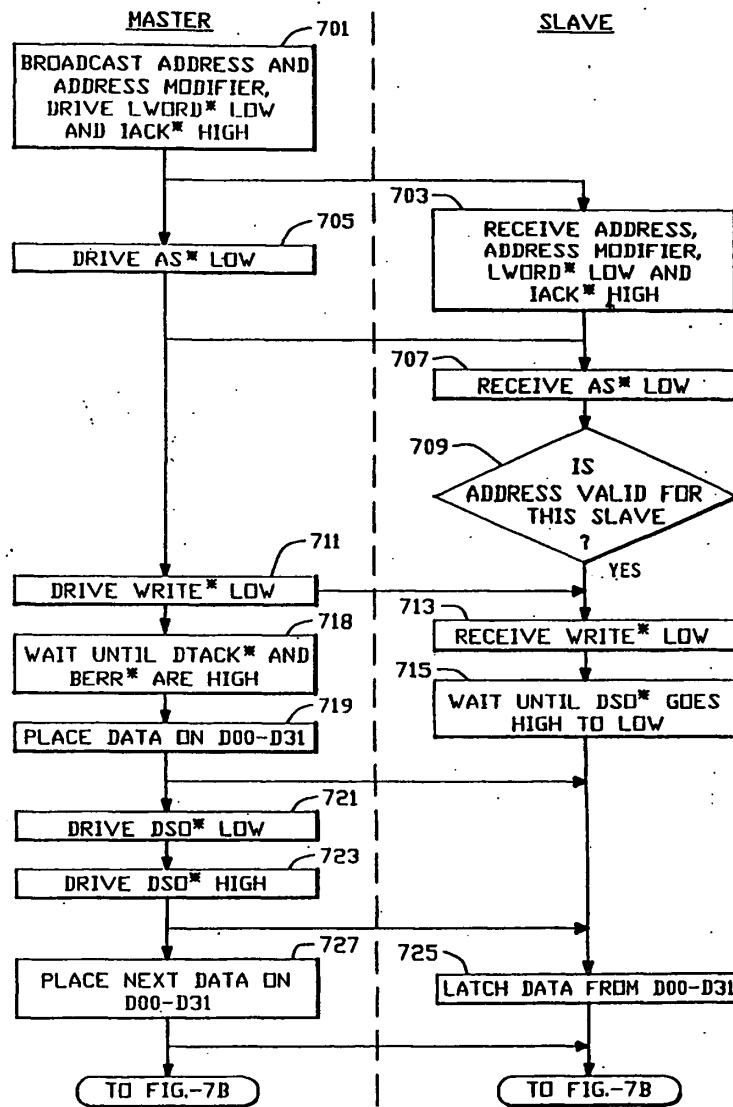 MASTER
SLAVE
701
BROADCAST ADDRESS AND
ADDRESS MODIFIER,
DRIVE LWORD* LOW
AND IACK* HIGH
703
RECEIVE ADDRESS,
ADDRESS MODIFIER,
LWORD* LOW AND
IACK* HIGH
705
DRIVE AS* LOW
707
RECEIVE AS* LOW
709
IS
ADDRESS VALID FOR
THIS SLAVE
?
YES
711
DRIVE WRITE* LOW
713
RECEIVE WRITE* LOW
718
WAIT UNTIL DTACK* AND
BERR* ARE HIGH
715
WAIT UNTIL DSO* GOES
HIGH TO LOW
719
PLACE DATA ON D00-D31
721
DRIVE DSO* LOW
723
DRIVE DSO* HIGH
727
PLACE NEXT DATA ON
D00-D31
725
LATCH DATA FROM D00-D31
TO FIG.-7B
TO FIG.-7B